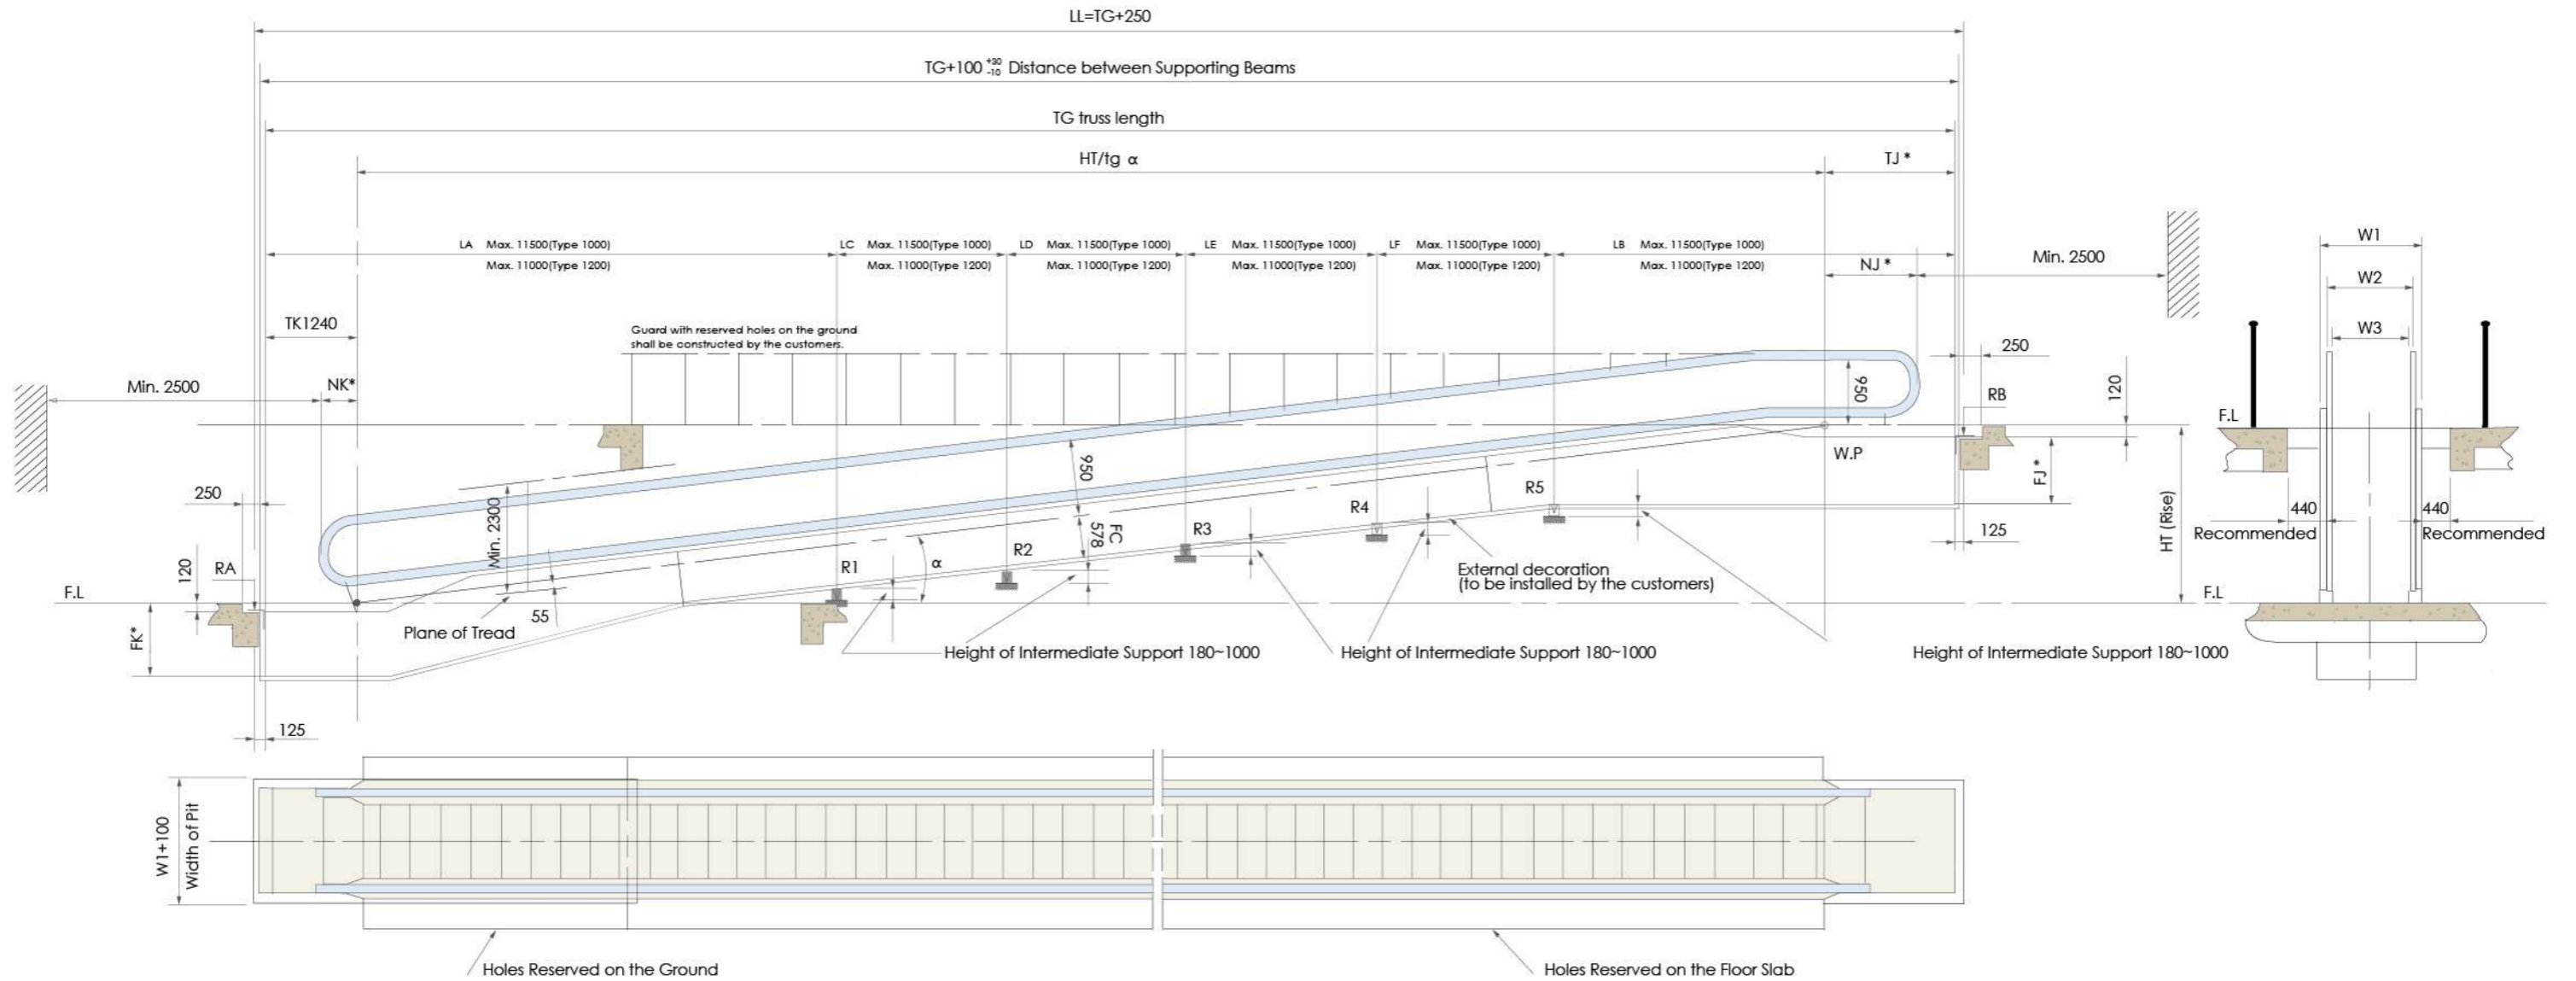 LL=TG+250
TG+100 +30 -10 Distance between Supporting Beams
TG truss length
HT/tg α
TJ *
LA Max. 11500(Type 1000)
Max. 11000(Type 1200)
LC Max. 11500(Type 1000)
Max. 11000(Type 1200)
LD Max. 11500(Type 1000)
Max. 11000(Type 1200)
LE Max. 11500(Type 1000)
Max. 11000(Type 1200)
LF Max. 11500(Type 1000)
Max. 11000(Type 1200)
LB Max. 11500(Type 1000)
Max. 11000(Type 1200)
NJ *
Min. 2500
W1
W2
W3
TK1240
Guard with reserved holes on the ground
shall be constructed by the customers.
250
Min. 2500
NK*
950
RB
120
F.L
W.P
FJ *
950
Min. 2300
250
R5
R4
R3
R2
R1
FC
578
α
HT (Rise)
440
Recommended
440
Recommended
125
120
RA
F.L
F.L
External decoration
(to be installed by the customers)
55
Plane of Tread
FK*
Height of Intermediate Support 180~1000
Height of Intermediate Support 180~1000
Height of Intermediate Support 180~1000
125
W1+100
Width of Pit
Holes Reserved on the Ground
Holes Reserved on the Floor Slab